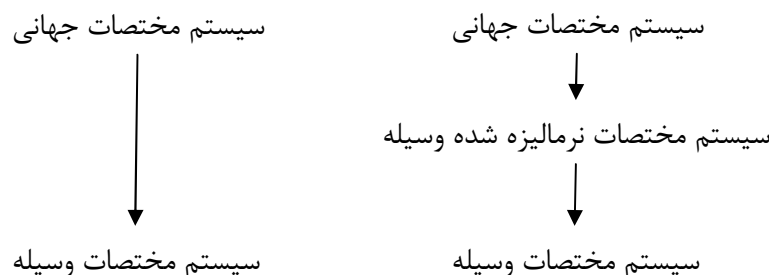 سیستم مختصات جهانی
سیستم مختصات جهانی
سیستم مختصات نرمالیزه شده وسیله
سیستم مختصات وسیله
سیستم مختصات وسیله